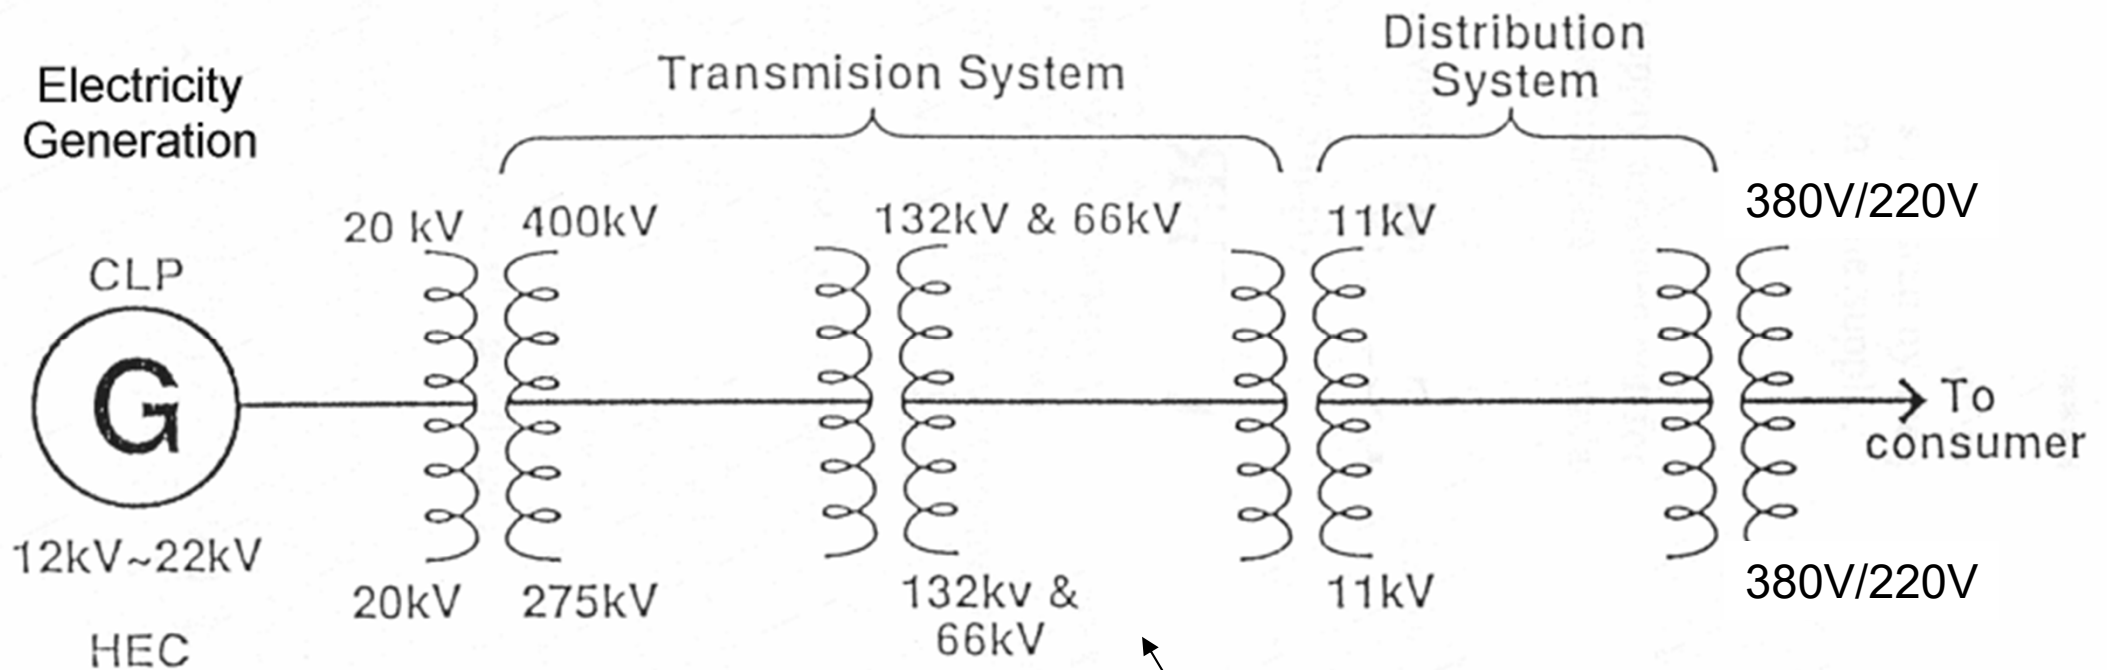 Electricity
Generation
Transmision System
Distribution
System
20 kV
400kV
132kV & 66kV
11kV
380V/220V
CLP
G
To
consumer
12kV~22kV
20kV
275kV
132kv &
66kV
11kV
380V/220V
HEC